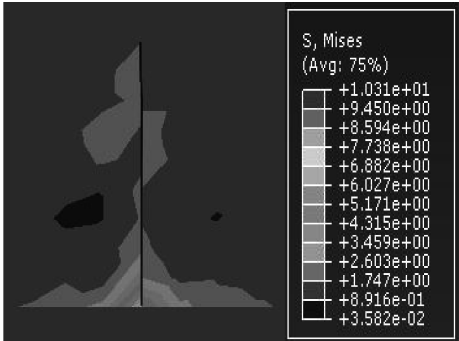 S, Mises
(Avg: 75%)
+1.031e+01
+9.450e+00
+8.594e+00
+7.738e+00
+6.882e+00
+6.027e+00
+5.171e+00
+4.315e+00
+3.459e+00
+2.603e+00
+1.747e+00
+8.916e-01
+3.582e-02